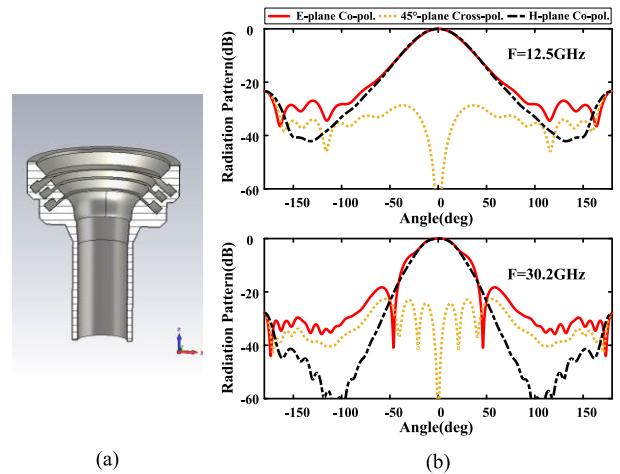 (a)
E-plane Co-pol. 45°-plane Cross-pol. H-plane Co-pol.
Radiation Pattern(dB)
0
-20
-40
-60
F=12.5GHz
-150 -100 -50 0 50 100 150
Angle(deg)
Radiation Pattern(dB)
0
-20
-40
-60
F=30.2GHz
-150 -100 -50 0 50 100 150
Angle(deg)
(b)